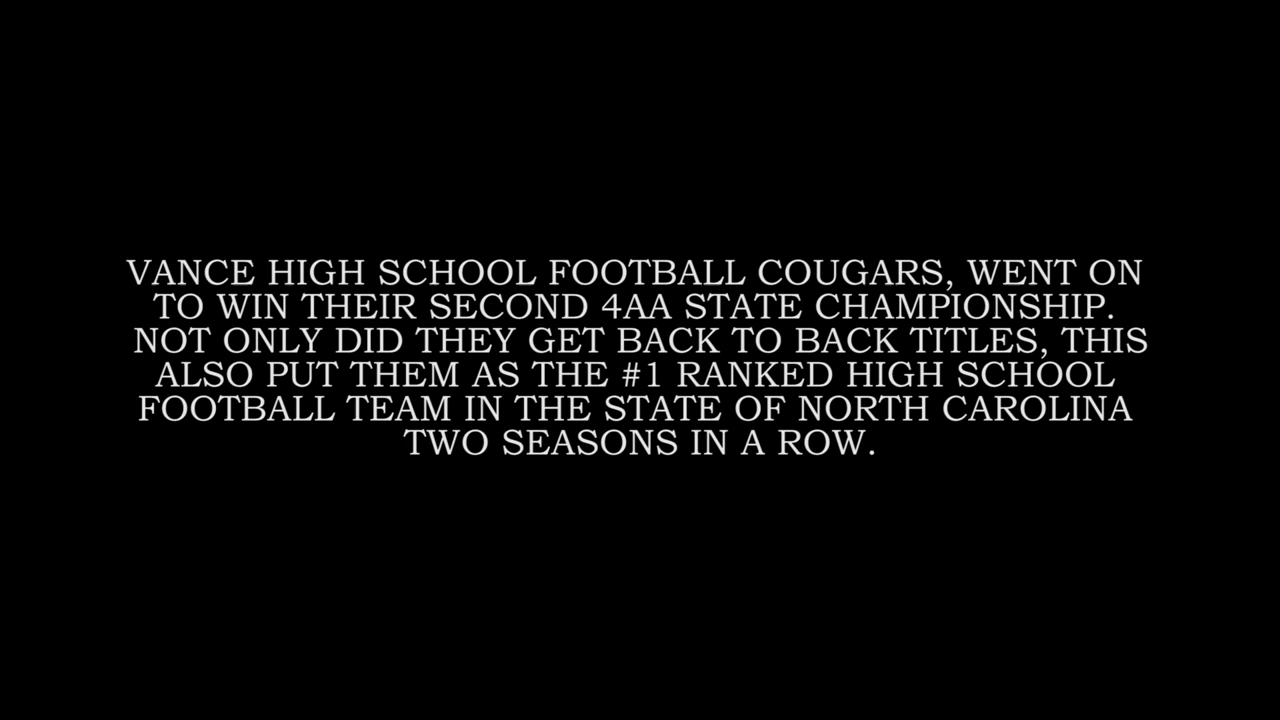 VANCE HIGH SCHOOL FOOTBALL COUGARS, WENT ON
TO WIN THEIR SECOND 4AA STATE CHAMPIONSHIP.
NOT ONLY DID THEY GET BACK TO BACK TITLES, THIS
ALSO PUT THEM AS THE #1 RANKED HIGH SCHOOL
FOOTBALL TEAM IN THE STATE OF NORTH CAROLINA
TWO SEASONS IN A ROW.